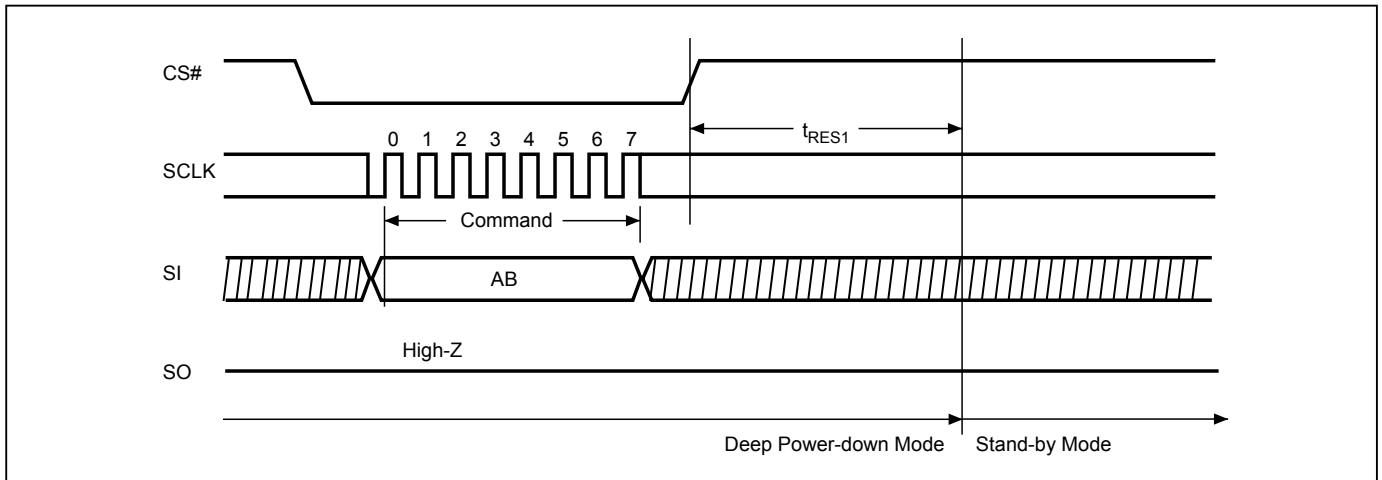 CS#
t_RES1
0 1 2 3 4 5 6 7
SCLK
Command
SI
AB
High-Z
SO
Deep Power-down Mode Stand-by Mode